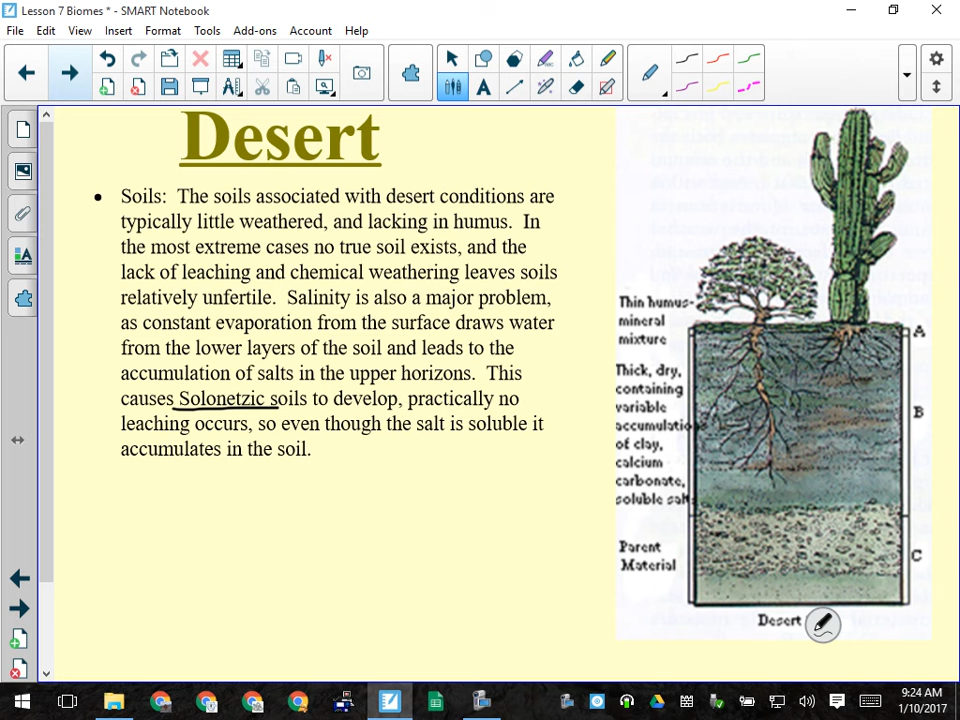 Lesson 7 Biomes * - SMART Notebook
File Edit View Insert Format Tools Add-ons Account Help
Desert
• Soils: The soils associated with desert conditions are
typically little weathered, and lacking in humus. In
the most extreme cases no true soil exists, and the
lack of leaching and chemical weathering leaves soils
relatively unfertile. Salinity is also a major problem,
as constant evaporation from the surface draws water
from the lower layers of the soil and leads to the
accumulation of salts in the upper horizons. This
causes Solonetzic soils to develop, practically no
leaching occurs, so even though the salt is soluble it
accumulates in the soil.
Thin humus-
mineral
mixture
Thick, dry,
containing
variable
accumulation
of clay,
calcium
carbonate,
soluble salts
Parent
Material
A
B
C
Desert
9:24 AM
1/10/2017